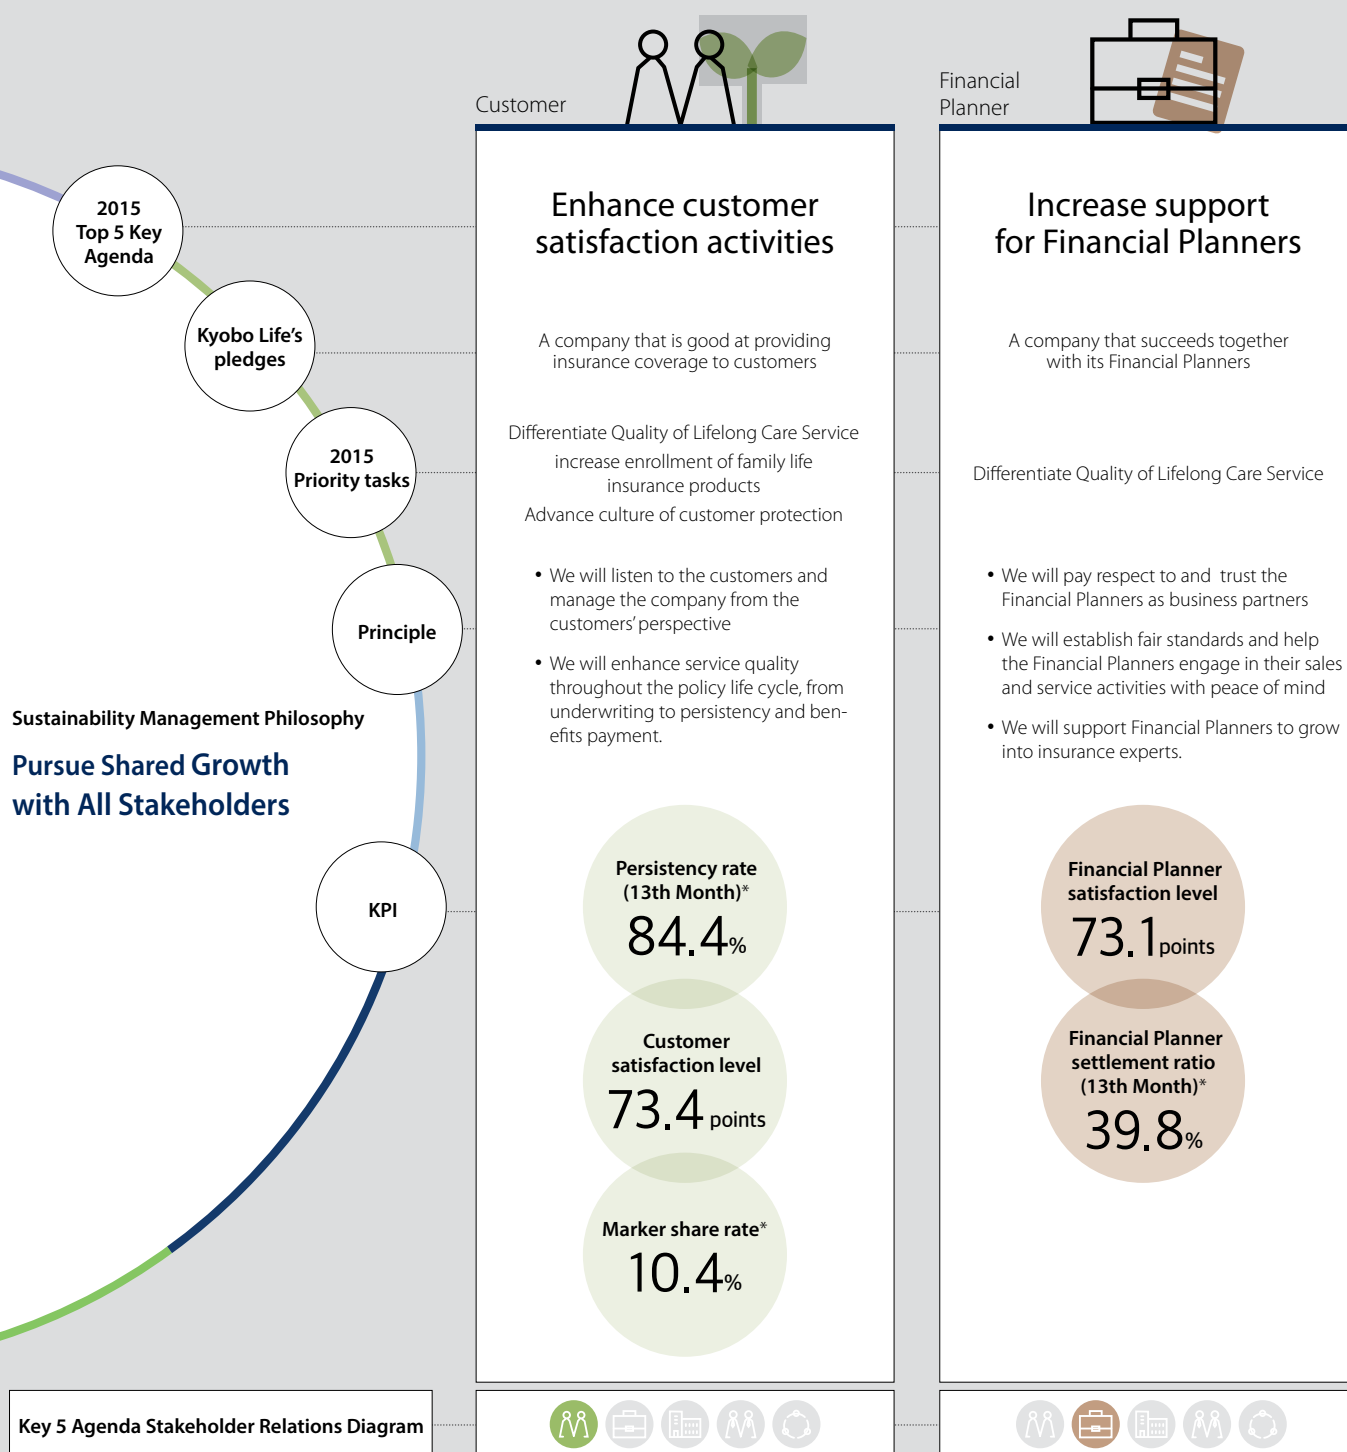 Customer
Financial
Planner
2015
Top 5 Key
Agenda
Kyobo Life's
pledges
2015
Priority tasks
Principle
KPI
Sustainability Management Philosophy
Pursue Shared Growth
with All Stakeholders
Enhance customer
satisfaction activities
A company that is good at providing
insurance coverage to customers
Differentiate Quality of Lifelong Care Service
increase enrollment of family life
insurance products
Advance culture of customer protection
• We will listen to the customers and
manage the company from the
customers' perspective
• We will enhance service quality
throughout the policy life cycle, from
underwriting to persistency and ben-
efits payment.
Persistency rate
(13th Month)*
84.4%
Customer
satisfaction level
73.4 points
Marker share rate*
10.4%
Increase support
for Financial Planners
A company that succeeds together
with its Financial Planners
Differentiate Quality of Lifelong Care Service
• We will pay respect to and trust the
Financial Planners as business partners
• We will establish fair standards and help
the Financial Planners engage in their sales
and service activities with peace of mind
• We will support Financial Planners to grow
into insurance experts.
Financial Planner
satisfaction level
73.1 points
Financial Planner
settlement ratio
(13th Month)*
39.8%
Key 5 Agenda Stakeholder Relations Diagram